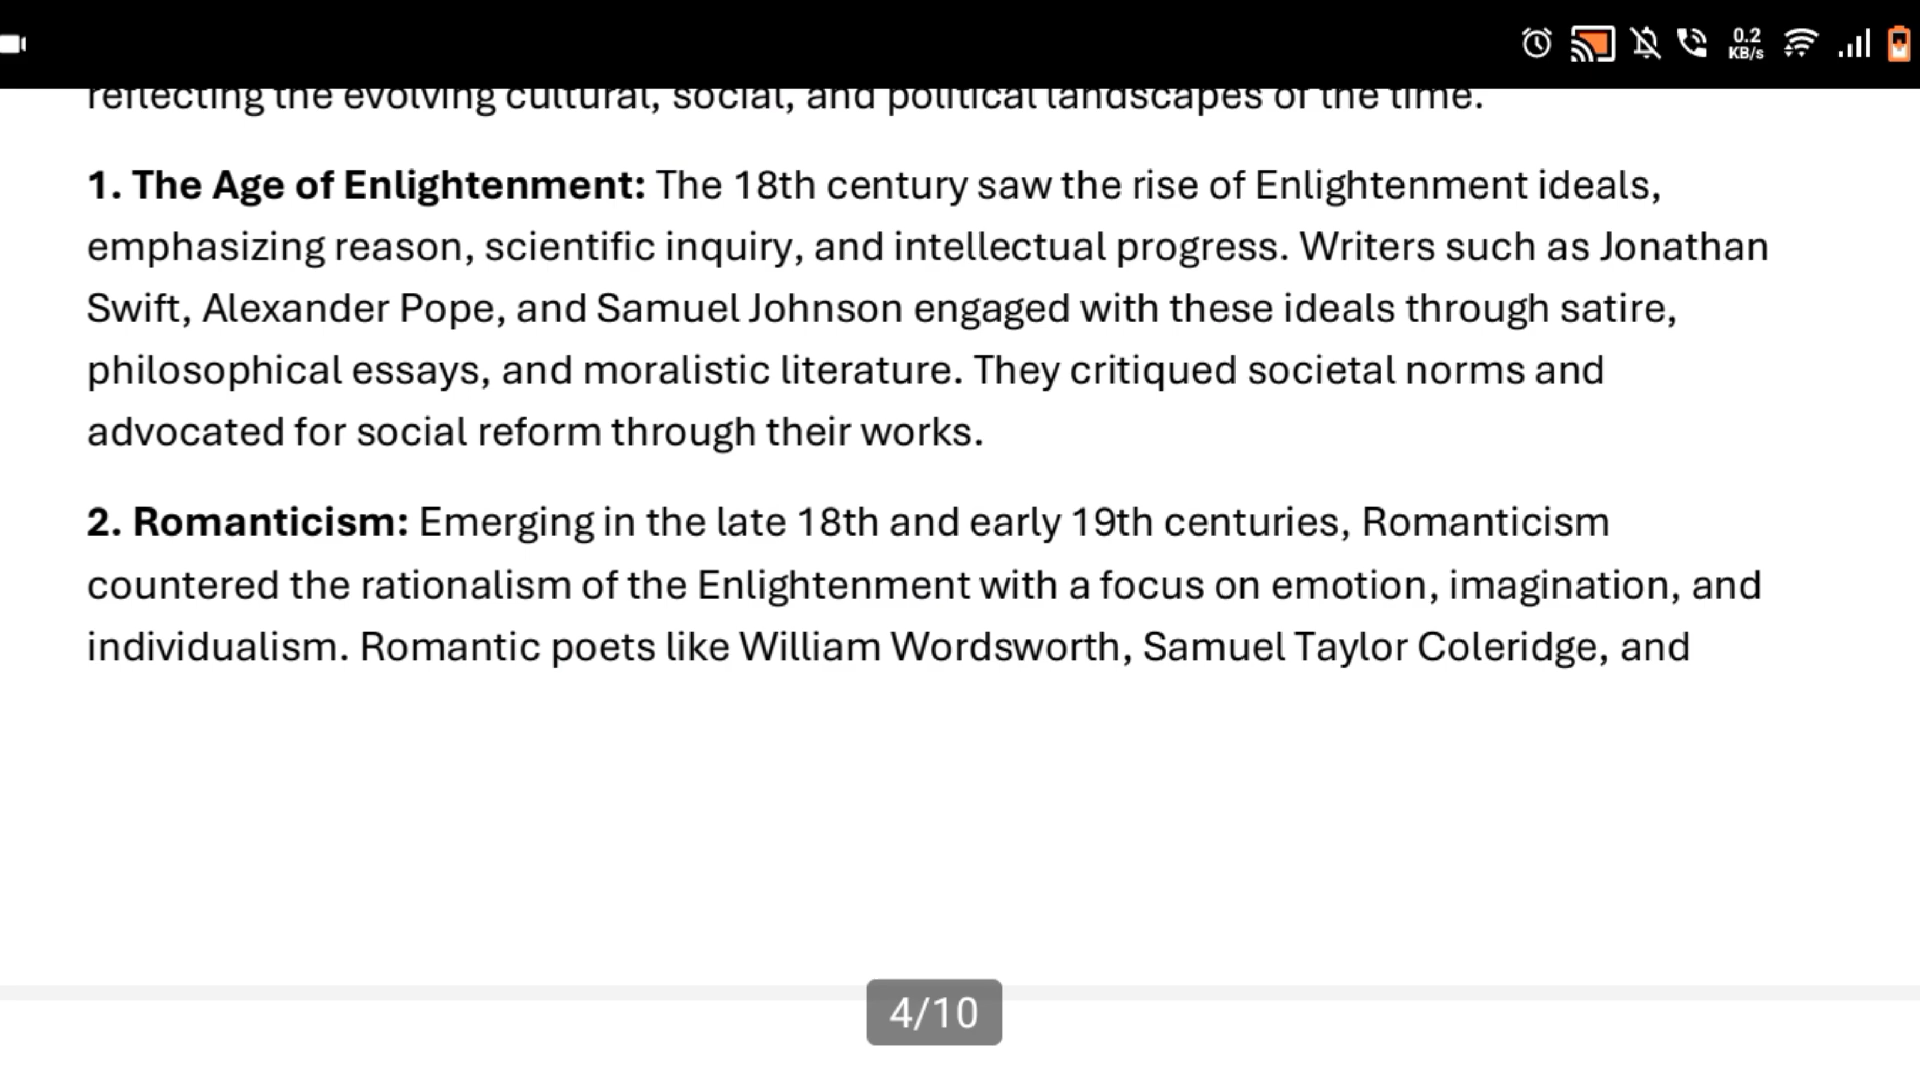 0.2
KB/s
reflecting the evolving cultural, social, and political landscapes of the time.
1. The Age of Enlightenment: The 18th century saw the rise of Enlightenment ideals,
emphasizing reason, scientific inquiry, and intellectual progress. Writers such as Jonathan
Swift, Alexander Pope, and Samuel Johnson engaged with these ideals through satire,
philosophical essays, and moralistic literature. They critiqued societal norms and
advocated for social reform through their works.
2. Romanticism: Emerging in the late 18th and early 19th centuries, Romanticism
countered the rationalism of the Enlightenment with a focus on emotion, imagination, and
individualism. Romantic poets like William Wordsworth, Samuel Taylor Coleridge, and
4/10